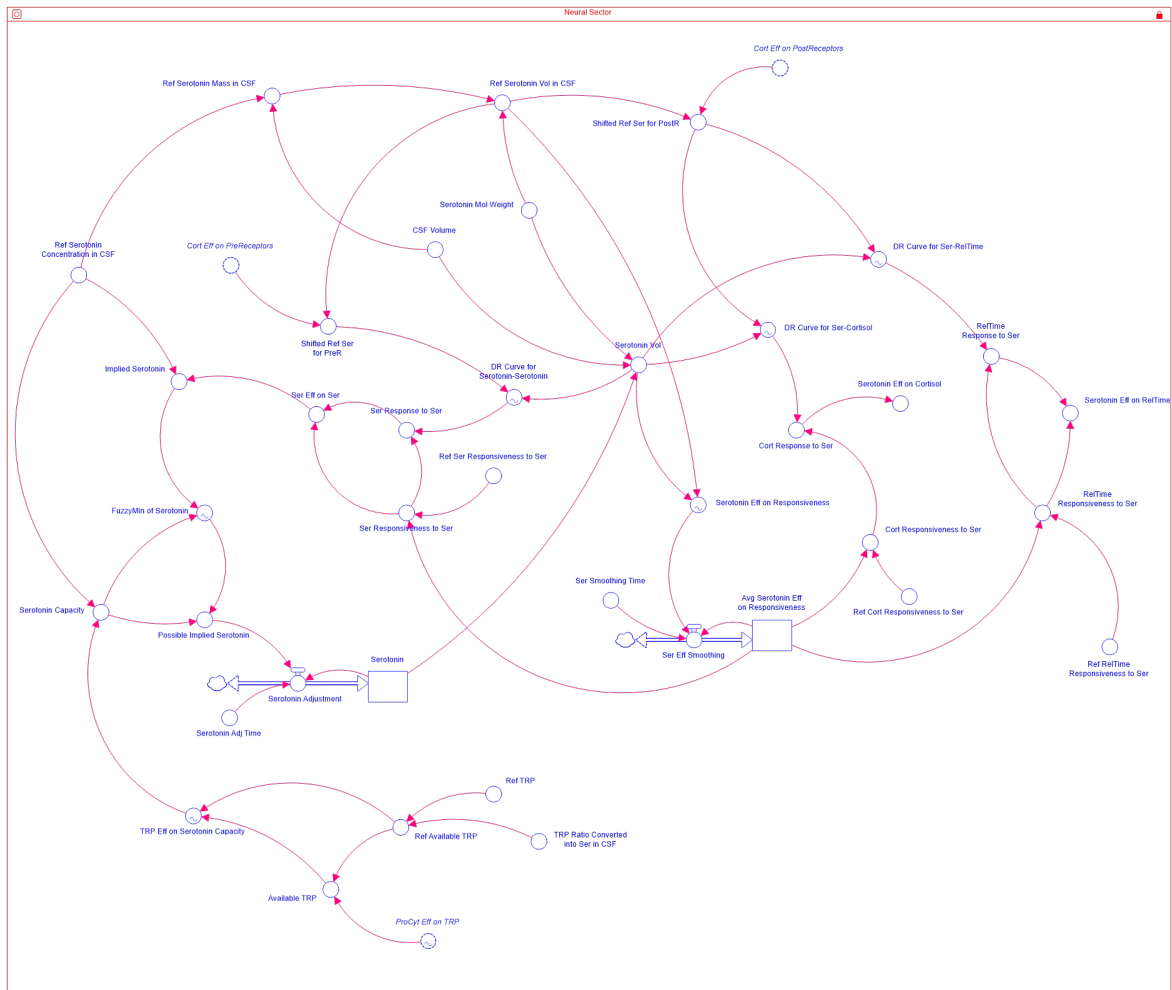 Neural Sector
Cort Eff on PostReceptors
Ref Serotonin Mass in CSF
Ref Serotonin Vol in CSF
Shifted Ref Ser for PostR
Serotonin Mol Weight
CSF Volume
Ref Serotonin
Concentration in CSF
Cort Eff on PreReceptors
DR Curve for Ser-RelTime
Shifted Ref Ser
for PreR
DR Curve for Ser-Cortisol
RelTime
Response to Ser
Serotonin Vol
Implied Serotonin
DR Curve for
Serotonin-Serotonin
Serotonin Eff on Cortisol
Ser Eff on Ser
Ser Response to Ser
Serotonin Eff on RelTime
Cort Response to Ser
Ref Ser Responsiveness to Ser
FuzzyMin of Serotonin
Serotonin Eff on Responsiveness
RelTime
Responsiveness to Ser
Ser Responsiveness to Ser
Cort Responsiveness to Ser
Ser Smoothing Time
Avg Serotonin Eff
on Responsiveness
Serotonin Capacity
Ref Cort Responsiveness to Ser
Possible Implied Serotonin
Ser Eff Smoothing
Serotonin
Ref RelTime
Responsiveness to Ser
Serotonin Adjustment
Serotonin Adj Time
Ref TRP
TRP Eff on Serotonin Capacity
Ref Available TRP
TRP Ratio Converted
into Ser in CSF
Available TRP
ProCyt Eff on TRP